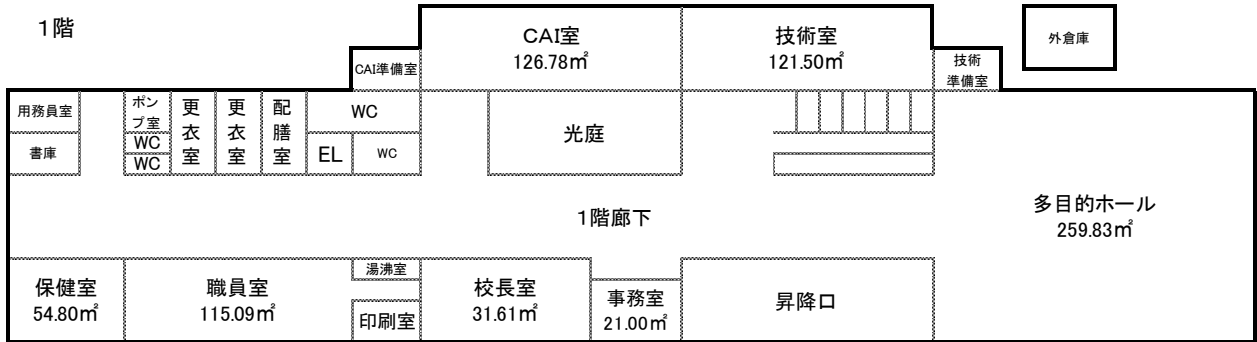 1階
CAI室
126.78㎡
技術室
121.50㎡
外倉庫
CAI準備室
技術
準備室
用務員室
書庫
ポン
プ室
WC
WC
更
衣
室
更
衣
室
配
膳
室
WC
EL
WC
光庭
1階廊下
多目的ホール
259.83㎡
保健室
54.80㎡
職員室
115.09㎡
湯沸室
印刷室
校長室
31.61㎡
事務室
21.00㎡
昇降口